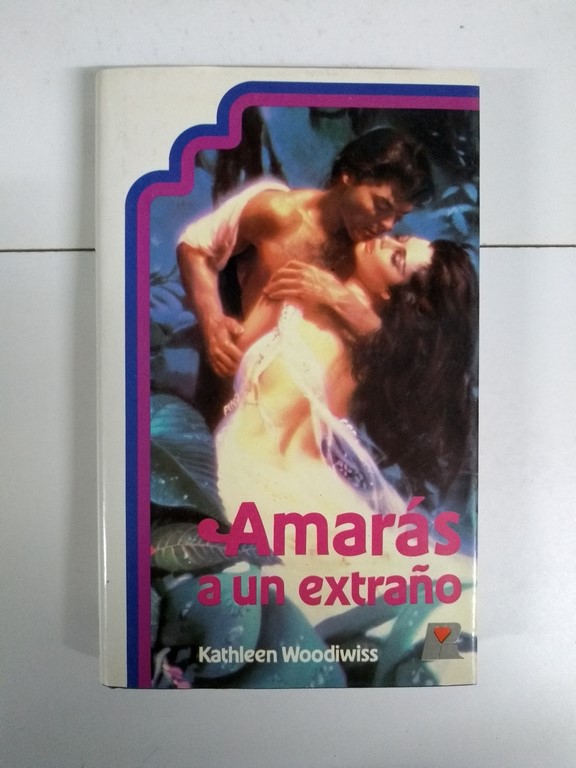 Amarás
a un extraño
Kathleen Woodiwiss
R